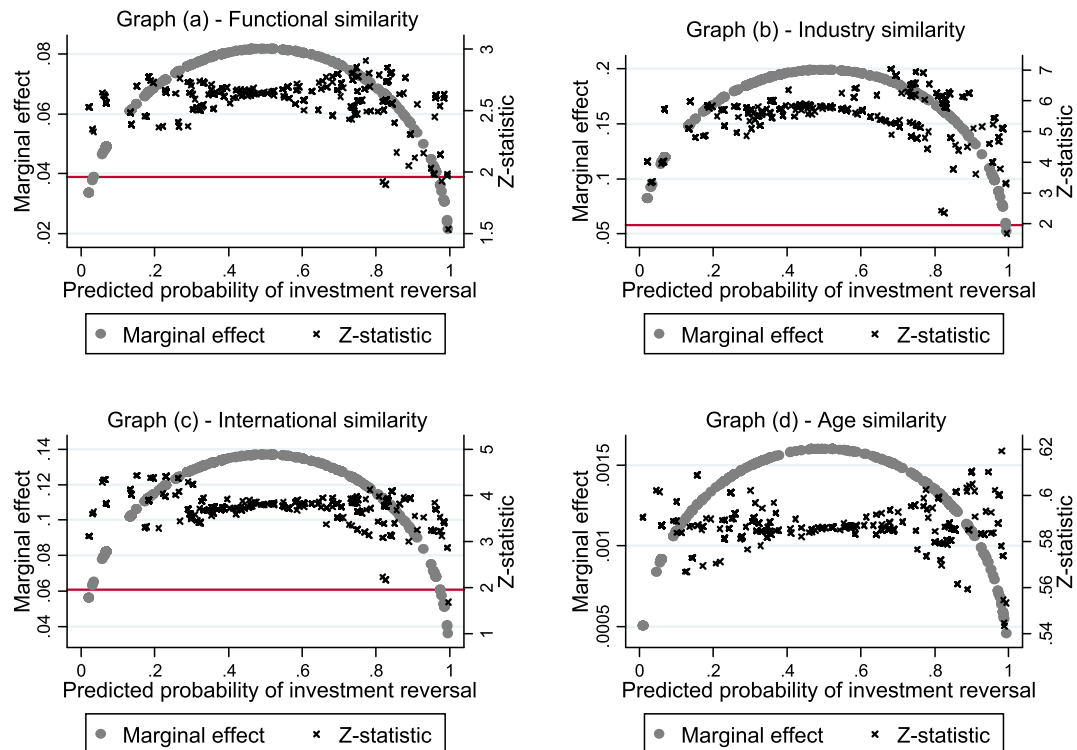 Graph (a) - Functional similarity
Marginal effect
.02 .04 .06 .08
1.5 2 2.5 3
Z-statistic
0 .2 .4 .6 .8 1
Predicted probability of investment reversal
Marginal effect Z-statistic
Graph (b) - Industry similarity
Marginal effect
.05 .1 .15 .2
2 3 4 5 6 7
Z-statistic
0 .2 .4 .6 .8 1
Predicted probability of investment reversal
Marginal effect Z-statistic
Graph (c) - International similarity
Marginal effect
.04 .06 .08 .1 .12 .14
1 2 3 4 5
Z-statistic
0 .2 .4 .6 .8 1
Predicted probability of investment reversal
Marginal effect Z-statistic
Graph (d) - Age similarity
Marginal effect
.0005 .001 .0015
.54 .56 .58 .6 .62
Z-statistic
0 .2 .4 .6 .8 1
Predicted probability of investment reversal
Marginal effect Z-statistic